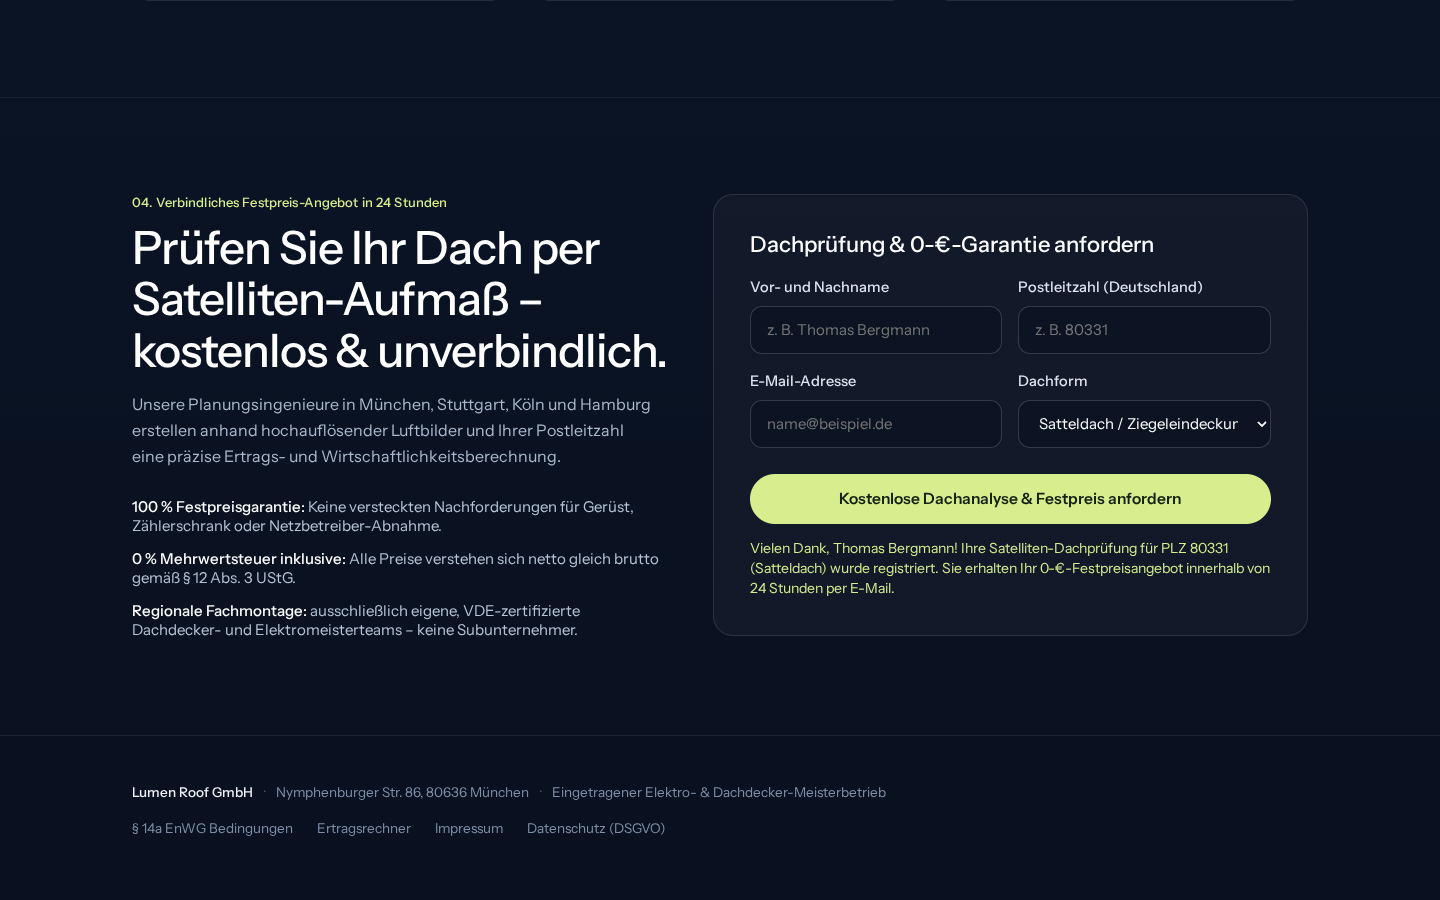 04. Verbindliches Festpreis-Angebot in 24 Stunden
Prüfen Sie Ihr Dach per
Satelliten-Aufmaß –
kostenlos & unverbindlich.
Unsere Planungsingenieure in München, Stuttgart, Köln und Hamburg
erstellen anhand hochauflösender Luftbilder und Ihrer Postleitzahl
eine präzise Ertrags- und Wirtschaftlichkeitsberechnung.
100 % Festpreisgarantie: Keine versteckten Nachforderungen für Gerüst,
Zählerschrank oder Netzbetreiber-Abnahme.
0 % Mehrwertsteuer inklusive: Alle Preise verstehen sich netto gleich brutto
gemäß § 12 Abs. 3 UStG.
Regionale Fachmontage: ausschließlich eigene, VDE-zertifizierte
Dachdecker- und Elektromeisterteams – keine Subunternehmer.
Dachprüfung & 0-€-Garantie anfordern
Vor- und Nachname
z. B. Thomas Bergmann
Postleitzahl (Deutschland)
z. B. 80331
E-Mail-Adresse
name@beispiel.de
Dachform
Satteldach / Ziegeleindeckur
Kostenlose Dachanalyse & Festpreis anfordern
Vielen Dank, Thomas Bergmann! Ihre Satelliten-Dachprüfung für PLZ 80331
(Satteldach) wurde registriert. Sie erhalten Ihr 0-€-Festpreisangebot innerhalb von
24 Stunden per E-Mail.
Lumen Roof GmbH · Nymphenburger Str. 86, 80636 München · Eingetragener Elektro- & Dachdecker-Meisterbetrieb
§ 14a EnWG Bedingungen Ertragsrechner Impressum Datenschutz (DSGVO)